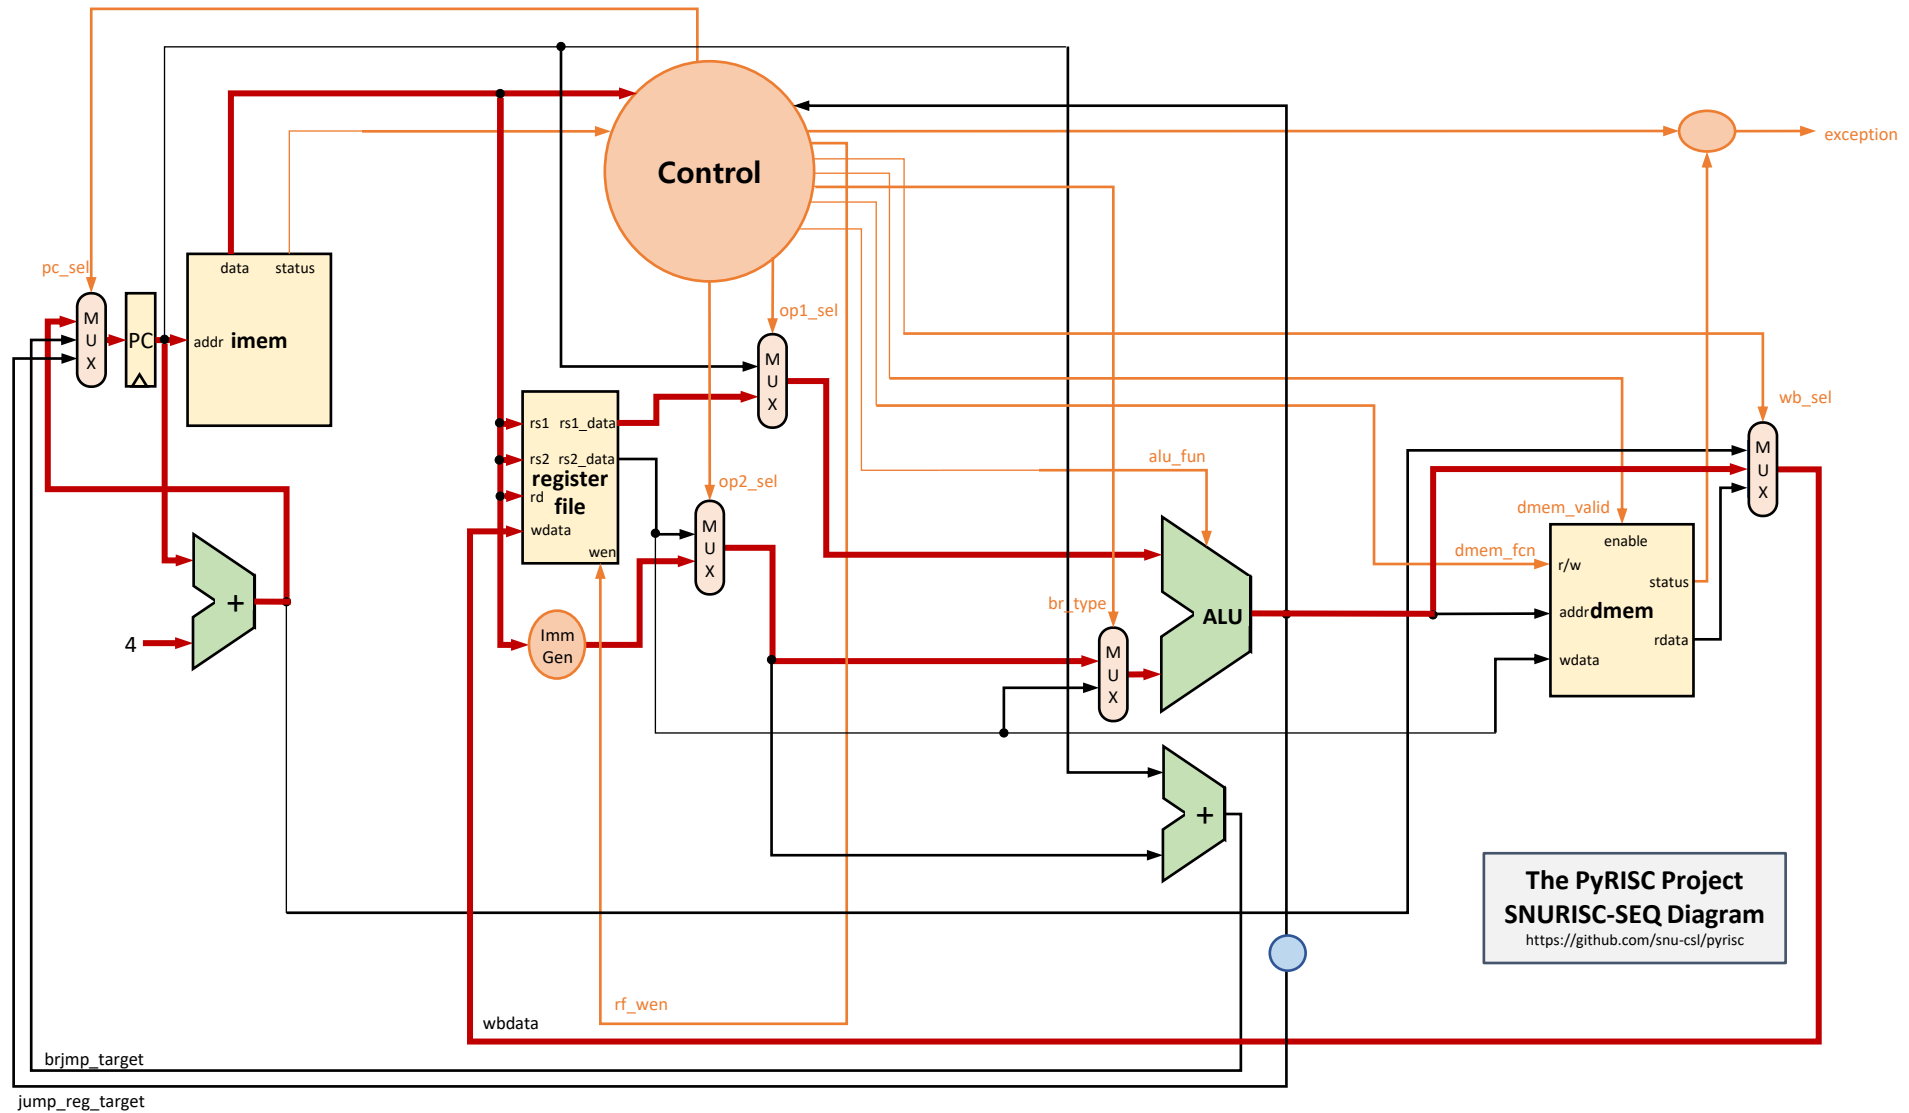 Control
exception
pc_sel
data
status
M
U
X
PC
addr
imem
op1_sel
M
U
X
rs1
rs1_data
rs2
rs2_data
register
file
rd
wdata
wen
op2_sel
M
U
X
alu_fun
wb_sel
M
U
X
dmem_valid
enable
dmem_fcn
r/w
status
addr
dmem
rdata
wdata
br_type
M
U
X
ALU
+
4
Imm
Gen
+
The PyRISC Project
SNURISC-SEQ Diagram
https://github.com/snu-csl/pyrisc
rf_wen
wbdata
brjmp_target
jump_reg_target